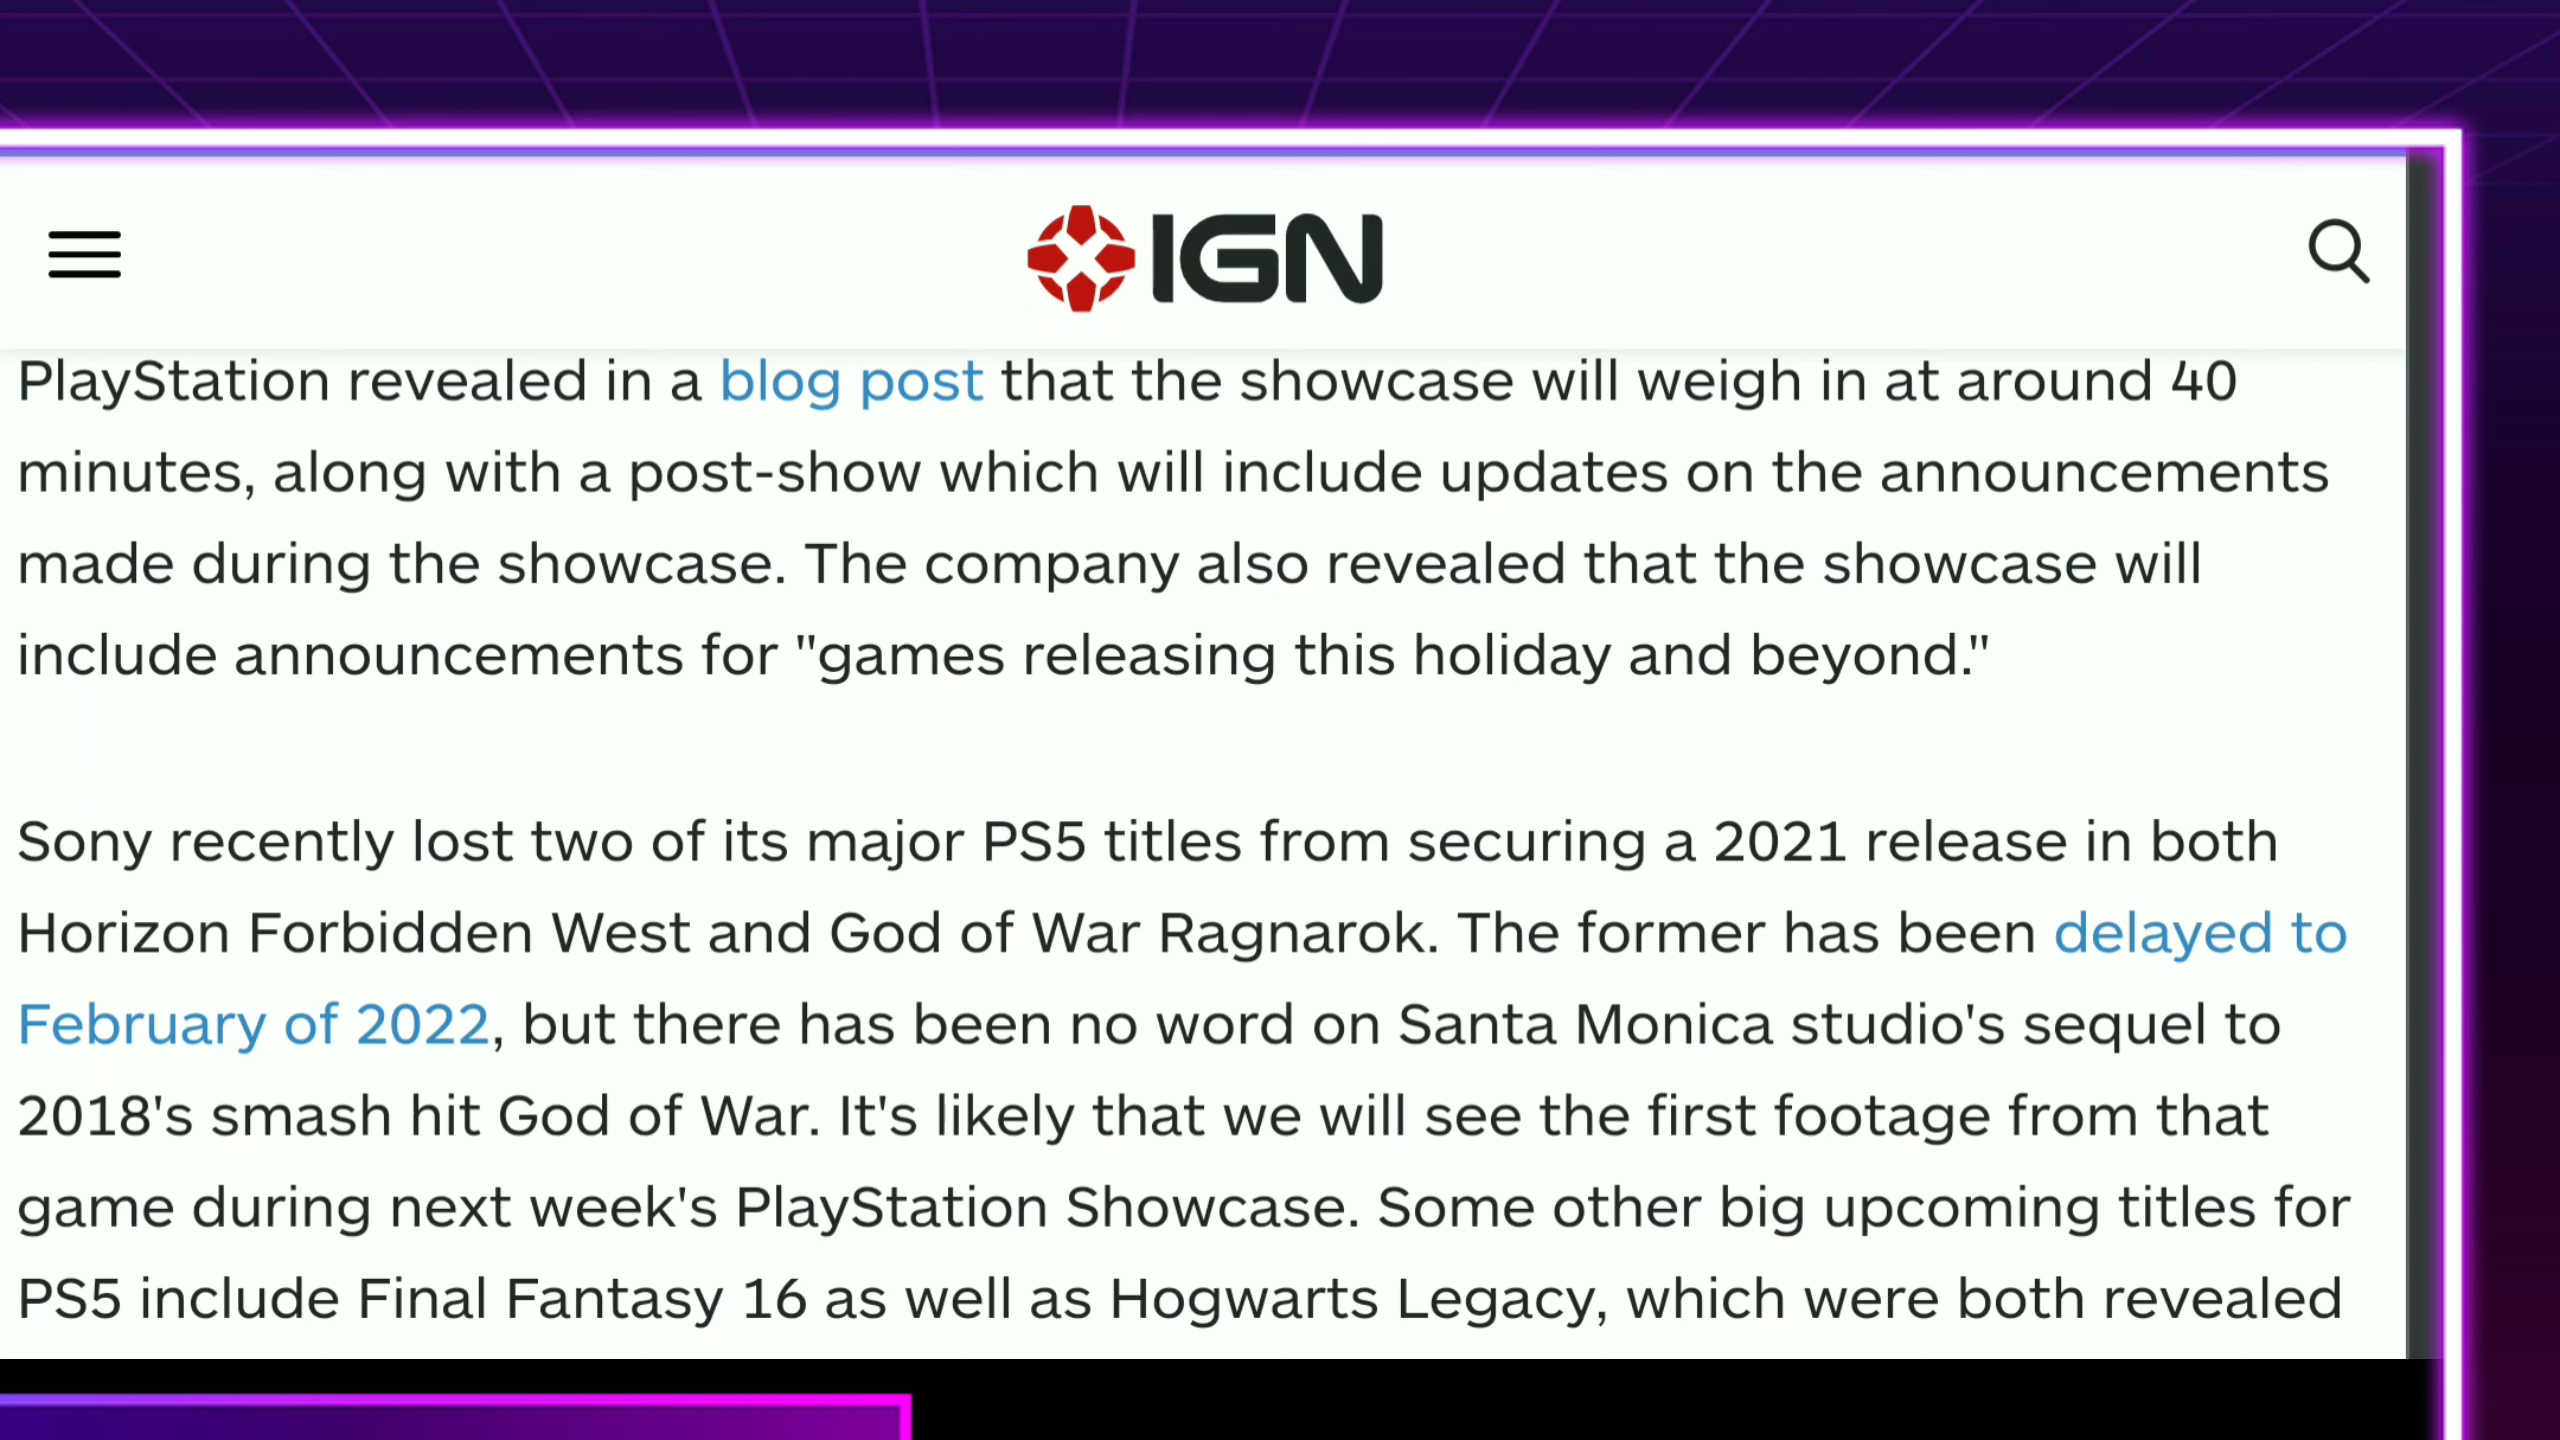 IGN
PlayStation revealed in a blog post that the showcase will weigh in at around 40
minutes, along with a post-show which will include updates on the announcements
made during the showcase. The company also revealed that the showcase will
include announcements for "games releasing this holiday and beyond."
Sony recently lost two of its major PS5 titles from securing a 2021 release in both
Horizon Forbidden West and God of War Ragnarok. The former has been delayed to
February of 2022, but there has been no word on Santa Monica studio's sequel to
2018's smash hit God of War. It's likely that we will see the first footage from that
game during next week's PlayStation Showcase. Some other big upcoming titles for
PS5 include Final Fantasy 16 as well as Hogwarts Legacy, which were both revealed